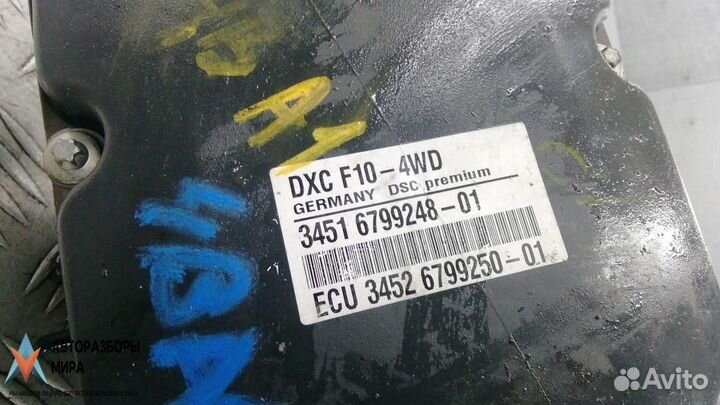 DXC F10-4WD
GERMANY DSC premium
3451 6799248-01
ECU 3452 6799250-01
АВТОРАЗБОРЫ
МИРА
Avito